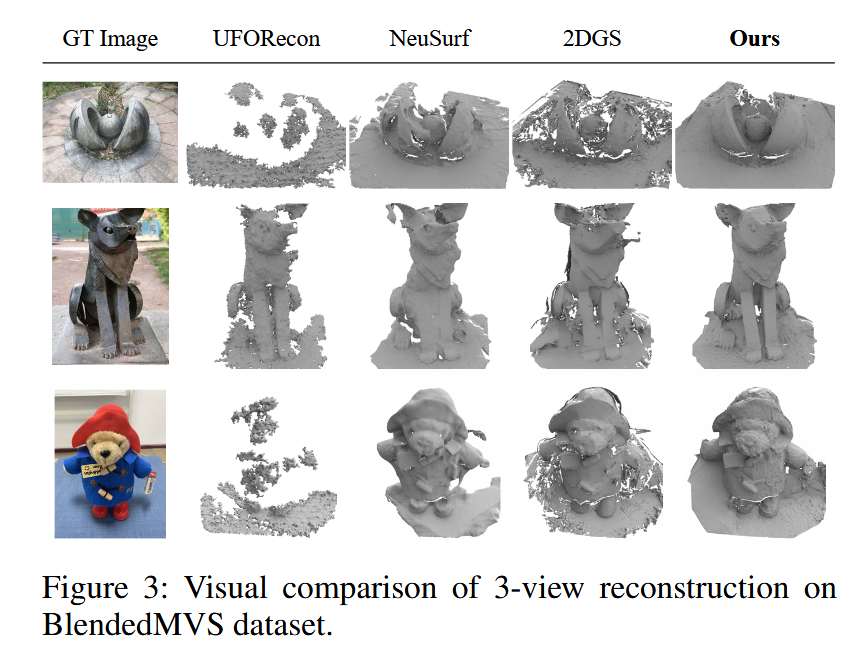 GT Image UFORecon NeuSurf 2DGS Ours
Figure 3: Visual comparison of 3-view reconstruction on
BlendedMVS dataset.